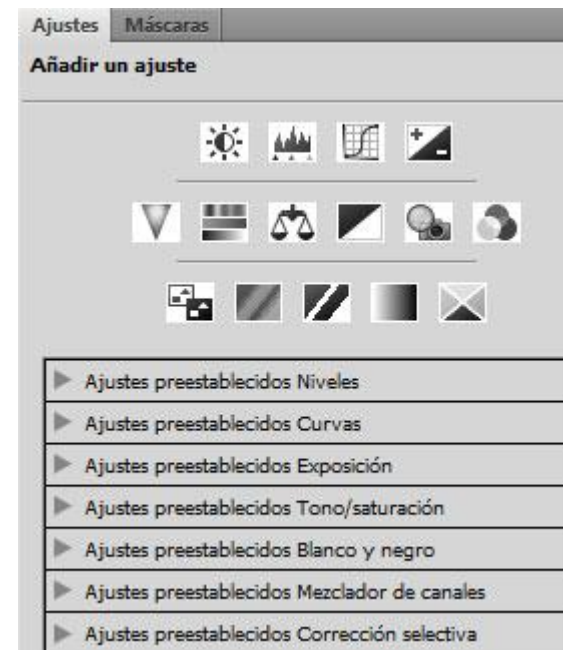 Ajustes Máscaras
Añadir un ajuste
Ajustes preestablecidos Niveles
Ajustes preestablecidos Curvas
Ajustes preestablecidos Exposición
Ajustes preestablecidos Tono/saturación
Ajustes preestablecidos Blanco y negro
Ajustes preestablecidos Mezclador de canales
Ajustes preestablecidos Corrección selectiva